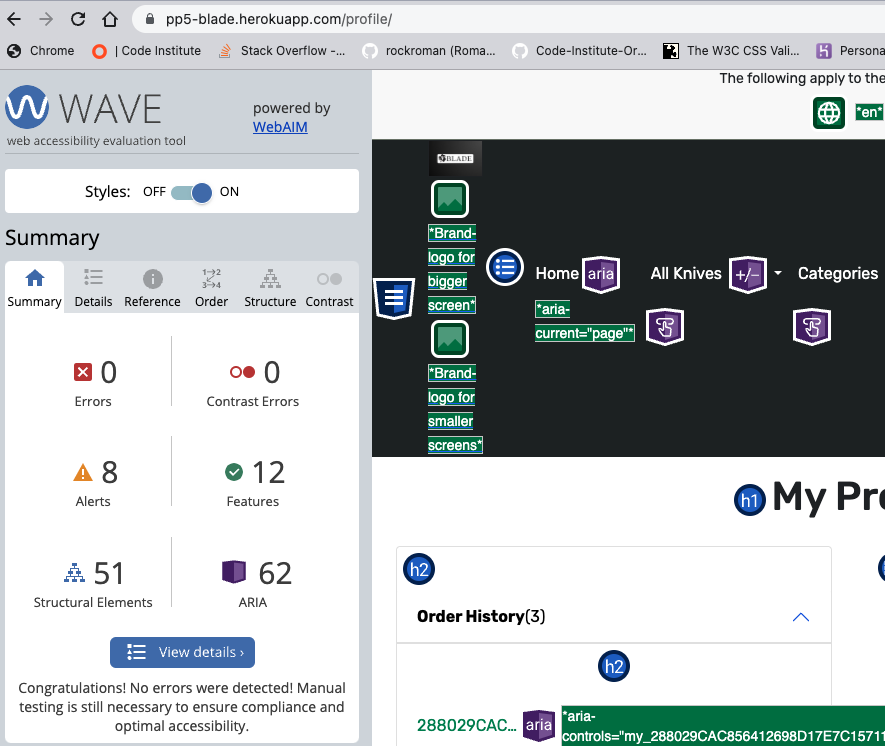 pp5-blade.herokuapp.com/profile/
Chrome | Code Institute Stack Overflow -... rockroman (Roma... Code-Institute-Or... The W3C CSS Vali... Persona
WAVE
web accessibility evaluation tool
powered by
WebAIM
Styles: OFF ON
Summary
Summary Details Reference Order Structure Contrast
0
Errors
0
Contrast Errors
8
Alerts
12
Features
51
Structural Elements
62
ARIA
View details ›
Congratulations! No errors were detected! Manual
testing is still necessary to ensure compliance and
optimal accessibility.
The following apply to the
*en*
BLADE
*Brand-
logo for
bigger
screen*
*Brand-
logo for
smaller
screens*
Home aria
*aria-
current="page"*
All Knives +/-
Categories
h1 My Pr
h2
Order History(3)
h2
288029CAC... aria
*aria-
controls="my_288029CAC856412698D17E7C15711